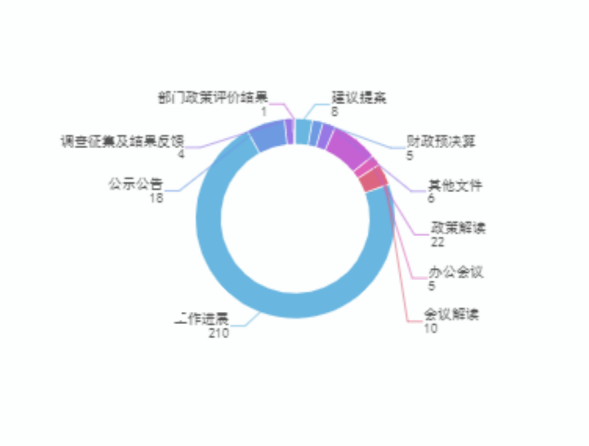 部门政策评价结果
1
建议提案
8
调查征集及结果反馈
4
财政预决算
5
公示公告
18
其他文件
6
政策解读
22
办公会议
5
会议解读
10
工作进展
210